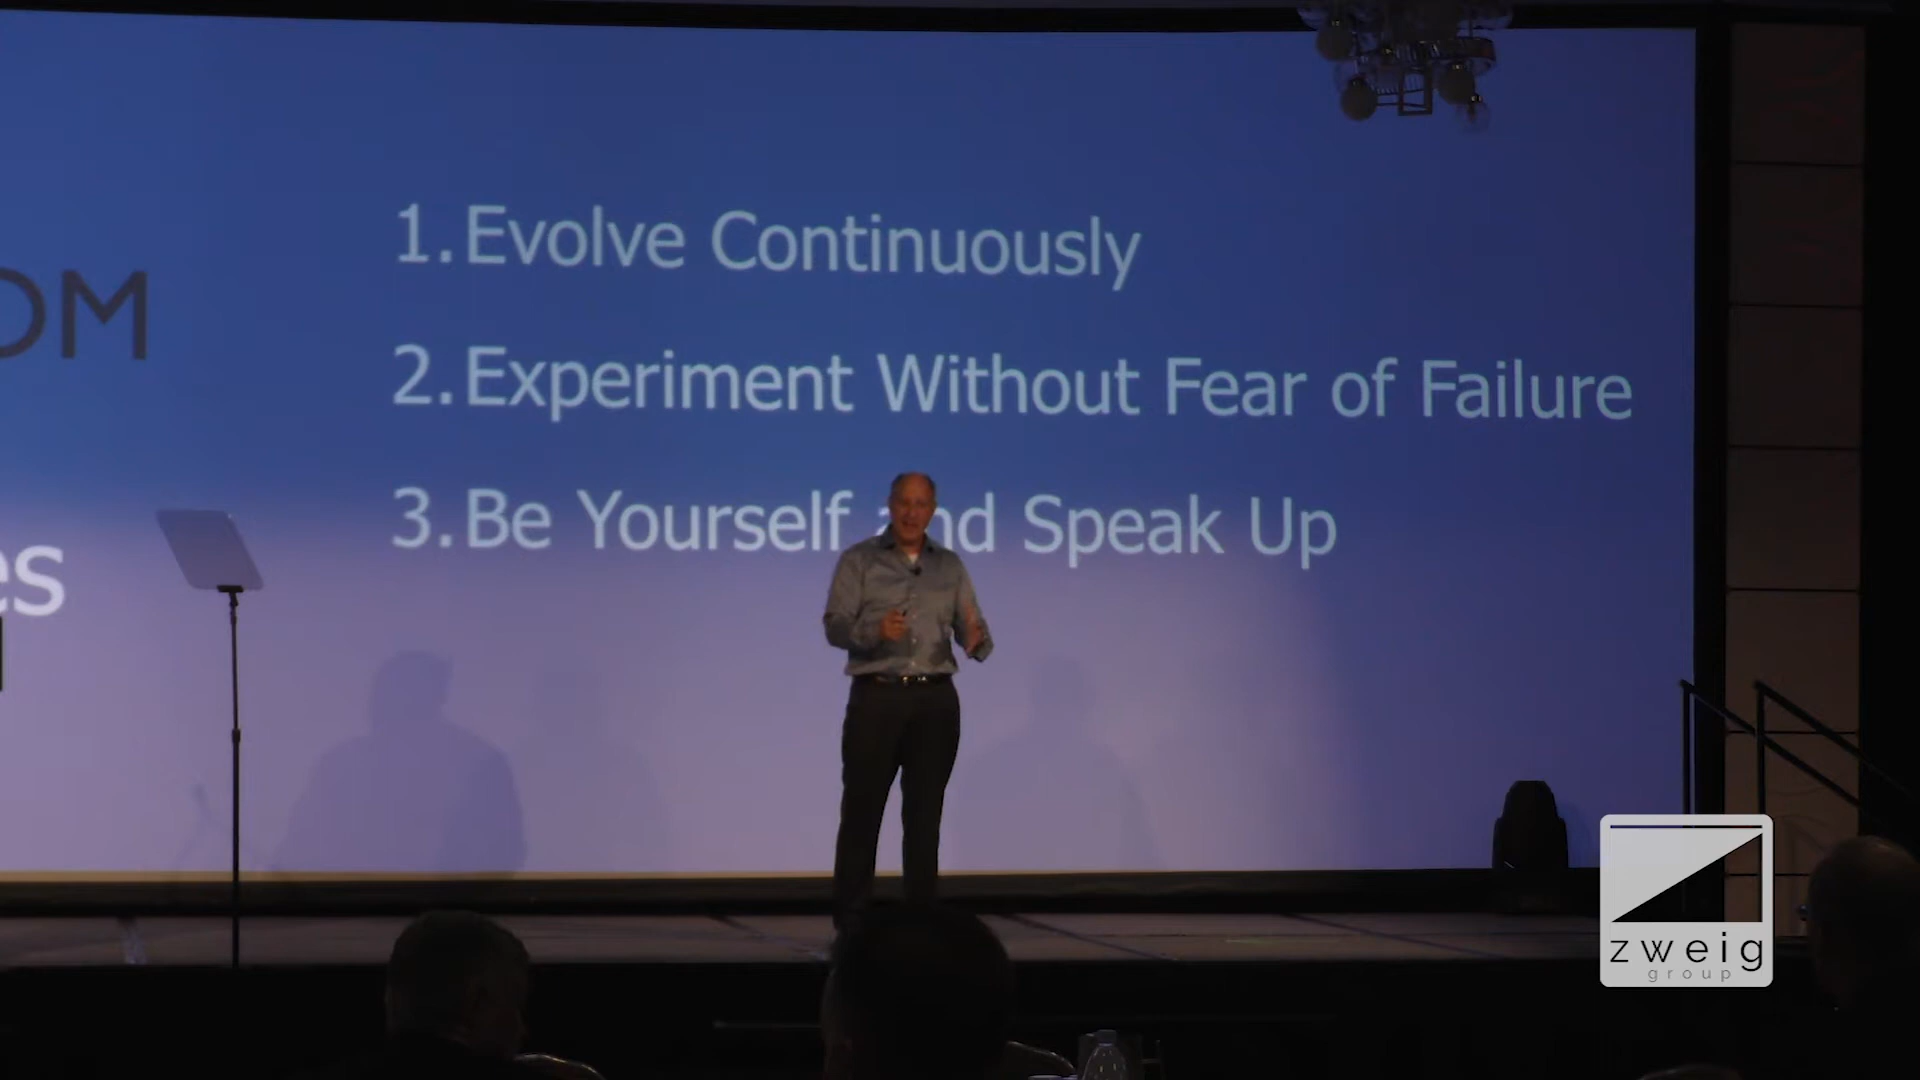 OM
es
1. Evolve Continuously
2. Experiment Without Fear of Failure
3. Be Yourself and Speak Up
zweig
group